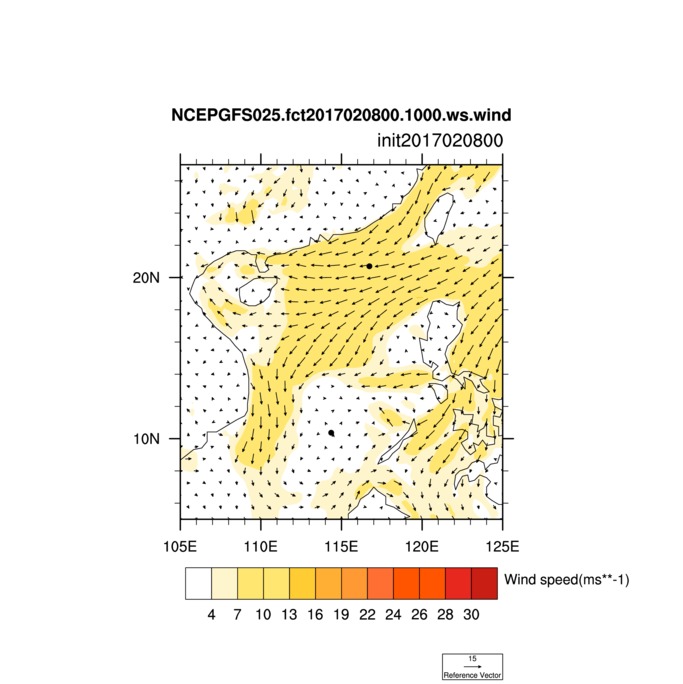 NCEPGFS025.fct2017020800.1000.ws.wind
init2017020800
20N
10N
105E 110E 115E 120E 125E
Wind speed(ms**-1)
4 7 10 13 16 19 22 24 26 28 30
15
Reference Vector